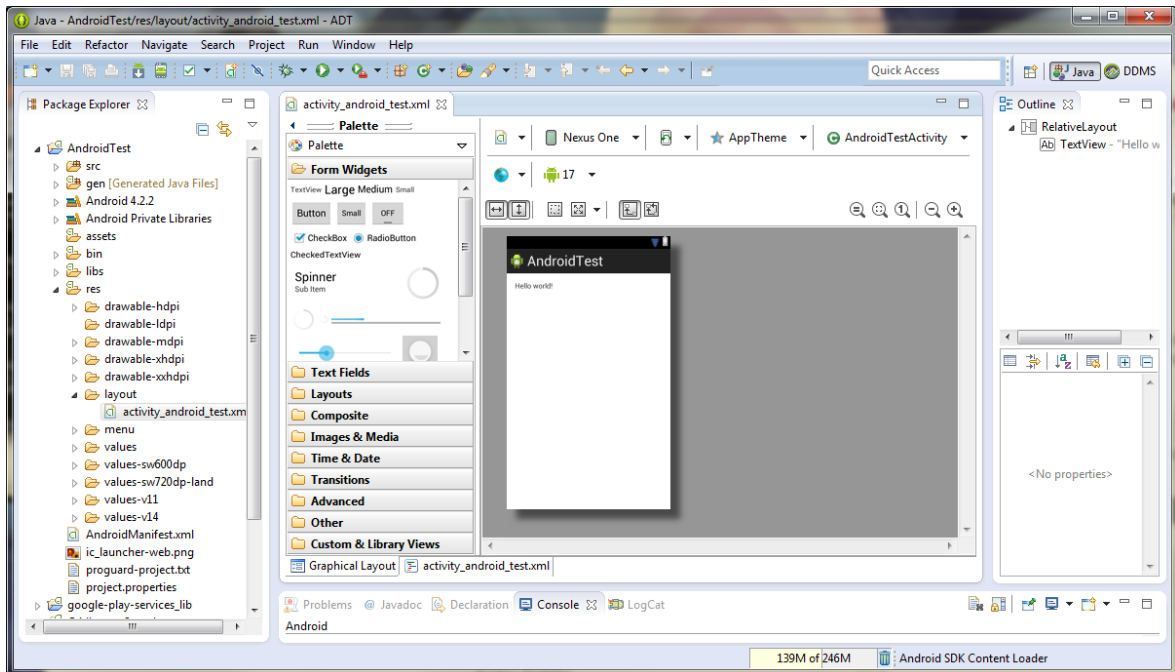 Java - AndroidTest/res/layout/activity_android_test.xml - ADT
File Edit Refactor Navigate Search Project Run Window Help
Quick Access
Java
DDMS
Package Explorer
AndroidTest
src
gen [Generated Java Files]
Android 4.2.2
Android Private Libraries
assets
bin
libs
res
drawable-hdpi
drawable-ldpi
drawable-mdpi
drawable-xhdpi
drawable-xxhdpi
layout
activity_android_test.xm
menu
values
values-sw600dp
values-sw720dp-land
values-v11
values-v14
AndroidManifest.xml
ic_launcher-web.png
proguard-project.txt
project.properties
google-play-services_lib
activity_android_test.xml
Palette
Palette
Form Widgets
TextView Large Medium Small
Button Small OFF
CheckBox RadioButton
CheckedTextView
Spinner
Sub Item
Text Fields
Layouts
Composite
Images & Media
Time & Date
Transitions
Advanced
Other
Custom & Library Views
Nexus One
AppTheme
AndroidTestActivity
17
AndroidTest
Hello world!
Graphical Layout
activity_android_test.xml
Outline
RelativeLayout
Ab TextView - "Hello w
<No properties>
Problems @ Javadoc Declaration Console LogCat
Android
139M of 246M
Android SDK Content Loader